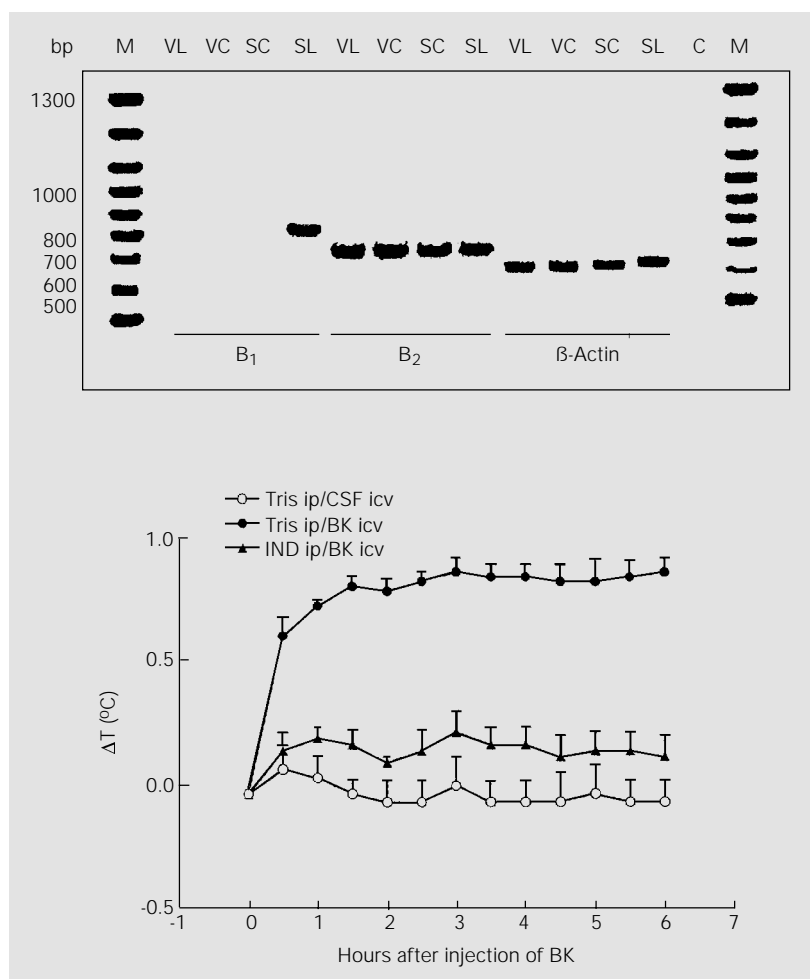 bp M VL VC SC SL VL VC SC SL VL VC SC SL C M
1300
1000
800
700
600
500
B1 B2 ß-Actin
Tris ip/CSF icv
Tris ip/BK icv
IND ip/BK icv
1.0
0.5
0.0
-0.5
ΔT (ºC)
-1 0 1 2 3 4 5 6 7
Hours after injection of BK